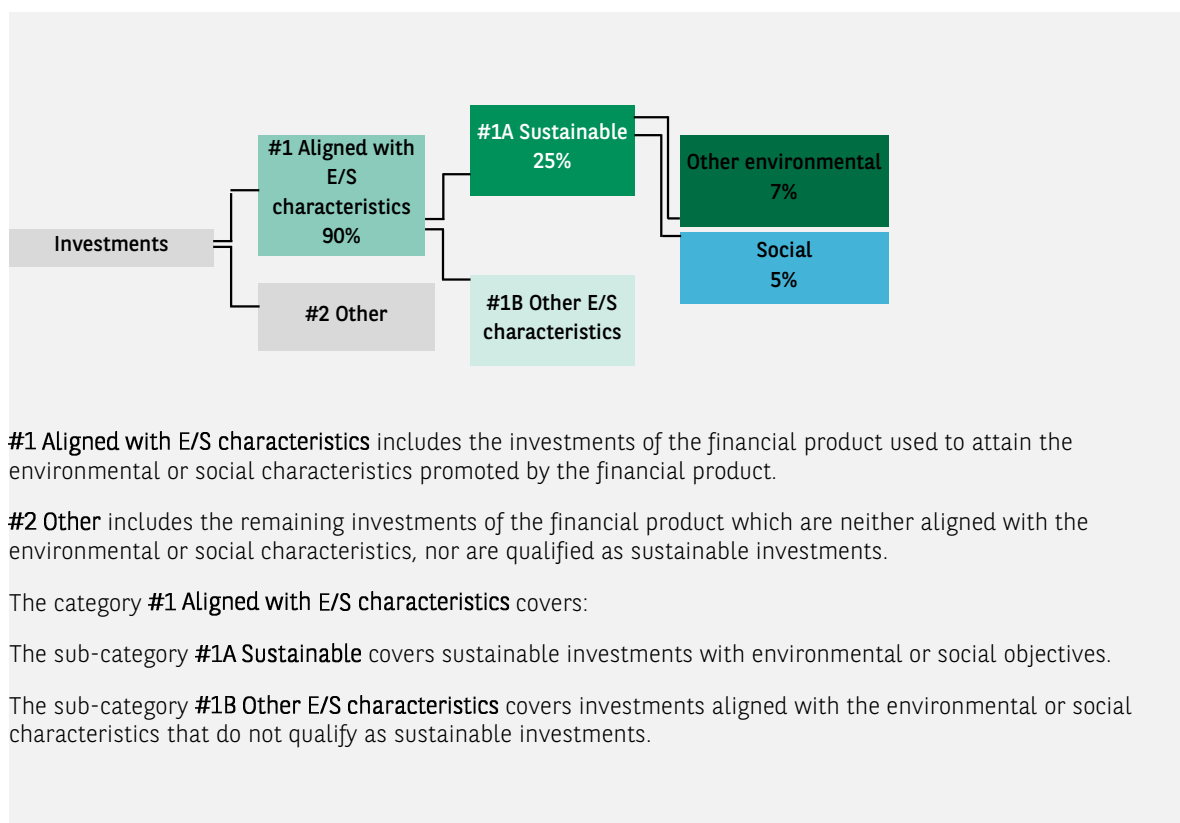 #1A Sustainable
25%
#1 Aligned with
E/S
characteristics
90%
Other environmental
7%
Investments
Social
5%
#2 Other
#1B Other E/S
characteristics
#1 Aligned with E/S characteristics includes the investments of the financial product used to attain the
environmental or social characteristics promoted by the financial product.
#2 Other includes the remaining investments of the financial product which are neither aligned with the
environmental or social characteristics, nor are qualified as sustainable investments.
The category #1 Aligned with E/S characteristics covers:
The sub-category #1A Sustainable covers sustainable investments with environmental or social objectives.
The sub-category #1B Other E/S characteristics covers investments aligned with the environmental or social
characteristics that do not qualify as sustainable investments.